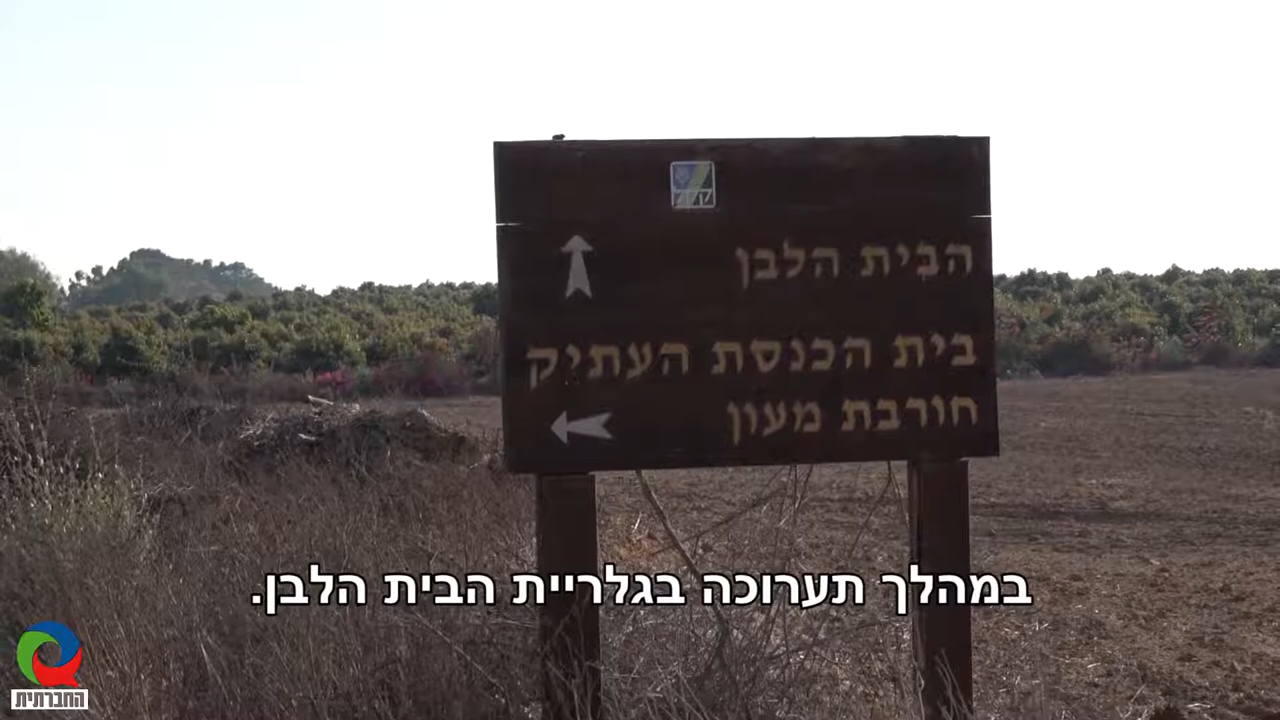 הבית הלבן
בית הכנסת העתיק
חורבת מעון
במהלך תערוכה בגלריית הבית הלבן.
החברתית